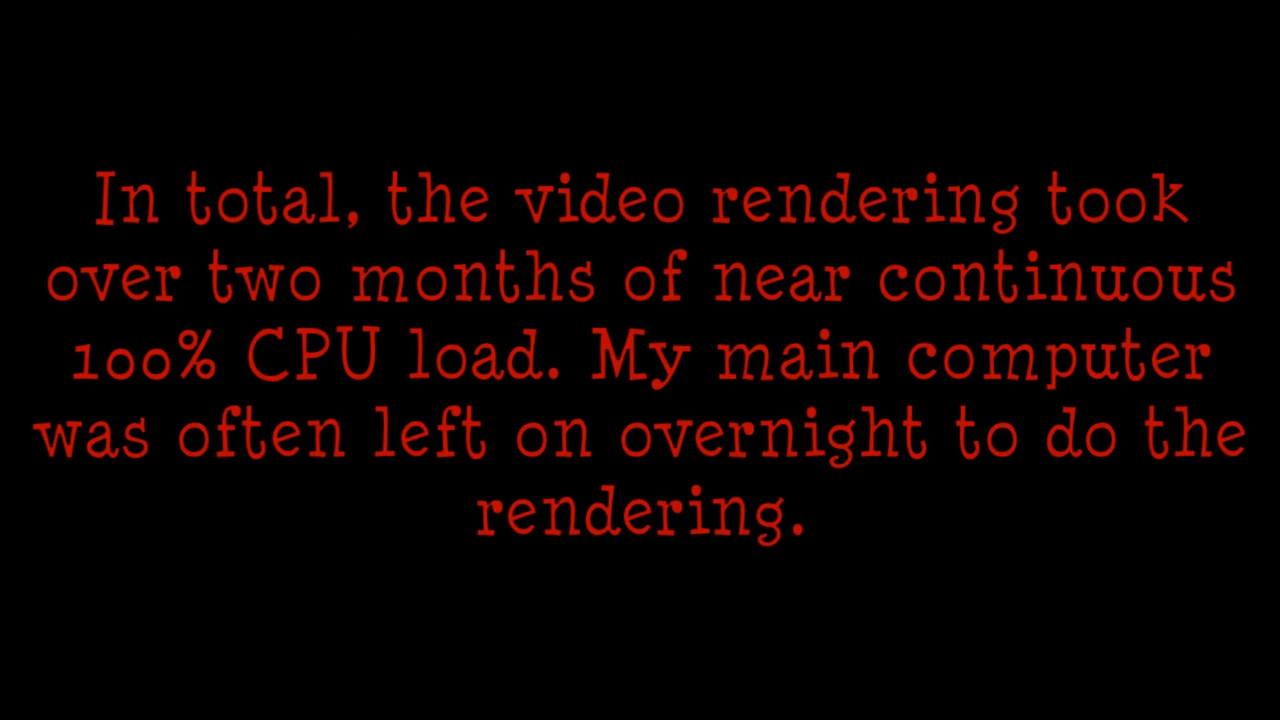 In total, the video rendering took
over two months of near continuous
100% CPU load. My main computer
was often left on overnight to do the
rendering.